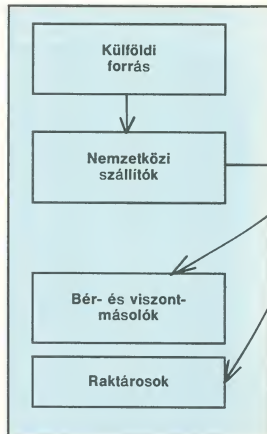 Külföldi
forrás
Nemzetközi
szállítók
Bér- és viszont-
másolók
Raktárosok